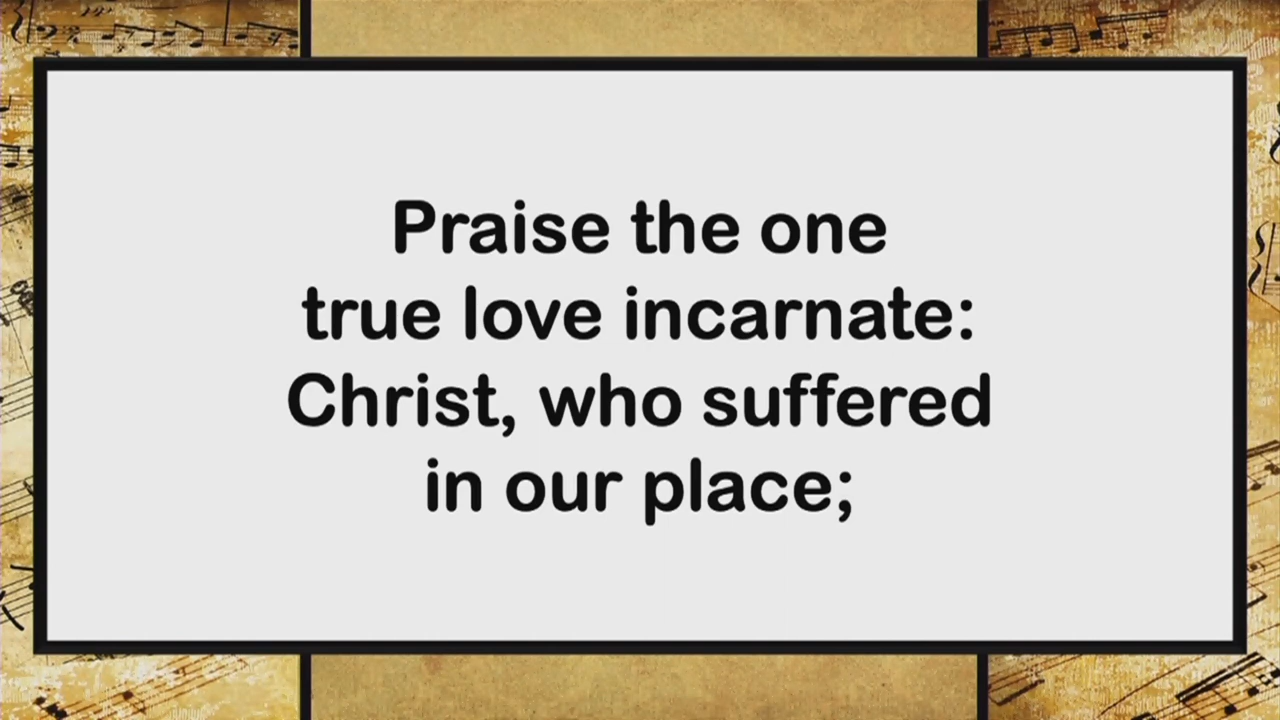 Praise the one
true love incarnate:
Christ, who suffered
in our place;